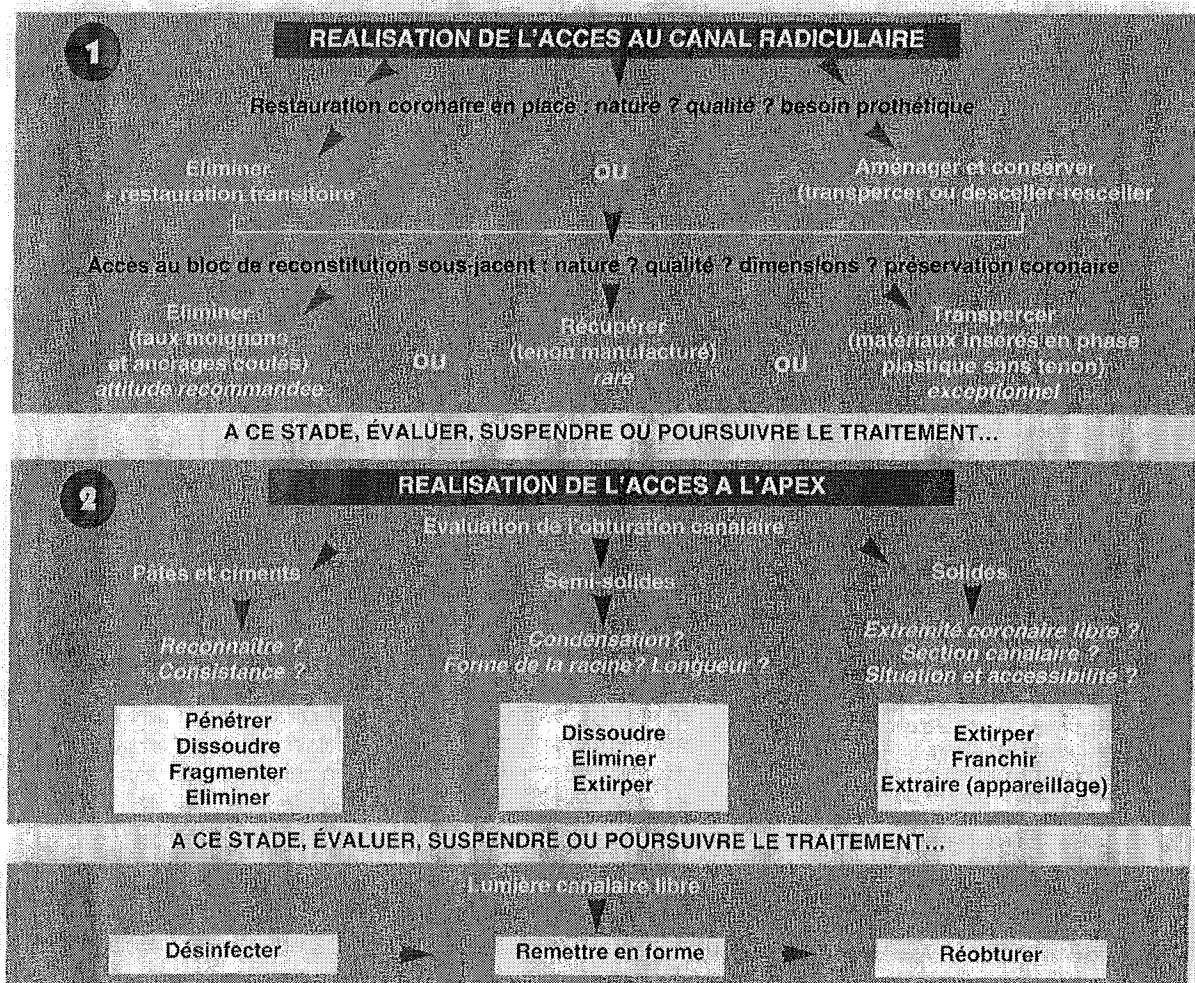 1
REALISATION DE L'ACCES AU CANAL RADICULAIRE
Restauration coronaire en place : nature ? qualité ? besoin prothétique
Eliminer
+ restauration transitoire
OU
Aménager et conserver
(transpercer ou desceller-resceller
Accès au bloc de reconstitution sous-jacent : nature ? qualité ? dimensions ? préservation coronaire
Eliminer
(faux moignons
et ancrages coulés)
attitude recommandée
OU
Récupérer
(tenon manufacturé)
rare
OU
Transpercer
(matériaux insérés en phase
plastique sans tenon)
exceptionnel
A CE STADE, ÉVALUER, SUSPENDRE OU POURSUIVRE LE TRAITEMENT...
2
REALISATION DE L'ACCES A L'APEX
Evaluation de l'obturation canalaire
Pâtes et ciments
Semi-solides
Solides
Reconnaître ?
Consistance ?
Condensation?
Forme de la racine? Longueur ?
Extrémité coronaire libre ?
Section canalaire ?
Situation et accessibilité ?
Pénétrer
Dissoudre
Fragmenter
Eliminer
Dissoudre
Eliminer
Extirper
Extirper
Franchir
Extraire (appareillage)
A CE STADE, ÉVALUER, SUSPENDRE OU POURSUIVRE LE TRAITEMENT...
Lumière canalaire libre
Désinfecter
Remettre en forme
Réobturer